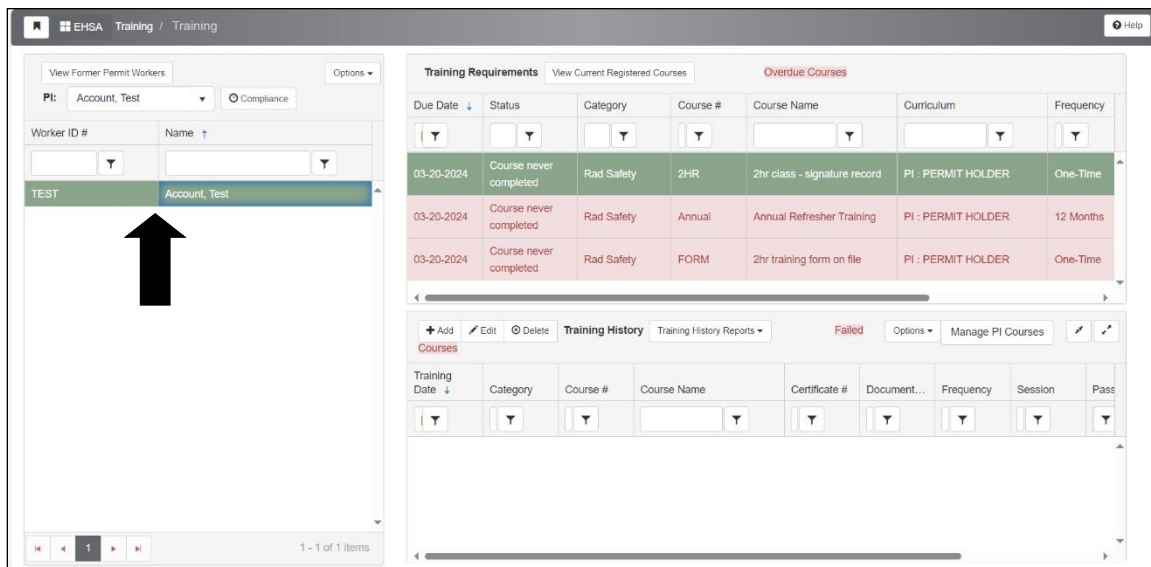 EHSA Training / Training
Help
View Former Permit Workers
Options
PI: Account, Test
Compliance
Worker ID # Name
TEST Account, Test
1
1 - 1 of 1 items
Training Requirements View Current Registered Courses Overdue Courses
Due Date Status Category Course # Course Name Curriculum Frequency
03-20-2024 Course never completed Rad Safety 2HR 2hr class - signature record PI : PERMIT HOLDER One-Time
03-20-2024 Course never completed Rad Safety Annual Annual Refresher Training PI : PERMIT HOLDER 12 Months
03-20-2024 Course never completed Rad Safety FORM 2hr training form on file PI : PERMIT HOLDER One-Time
Add Edit Delete Training History Training History Reports Failed Options Manage PI Courses
Courses
Training Date Category Course # Course Name Certificate # Document... Frequency Session Pass